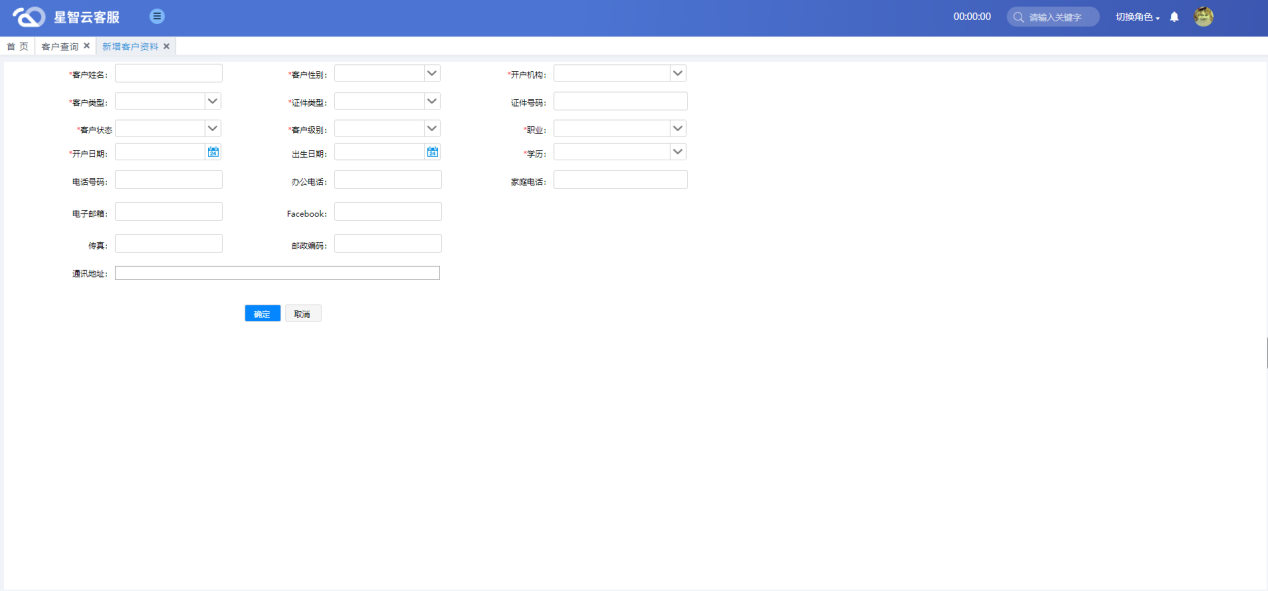 星智云客服
00:00:00 请输入关键字 切换角色
首 页 客户查询 新增客户资料
*客户姓名: *客户性别: *开户机构:
*客户类型: *证件类型: 证件号码:
*客户状态 *客户级别: *职业:
*开户日期: 出生日期: *学历:
电话号码: 办公电话: 家庭电话:
电子邮箱: Facebook:
传真: 邮政编码:
通讯地址:
确定 取消